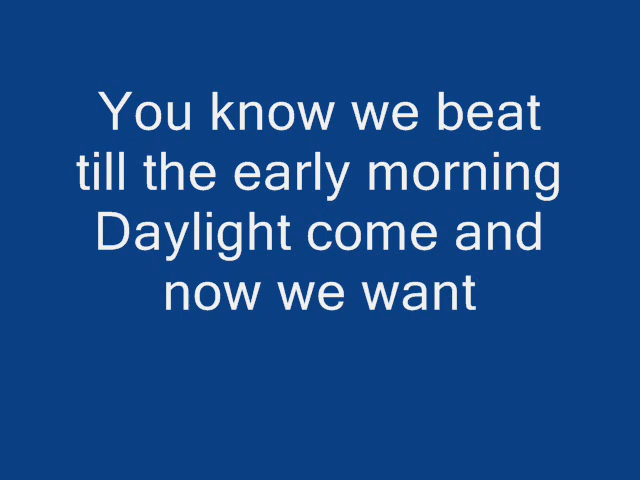 You know we beat
till the early morning
Daylight come and
now we want